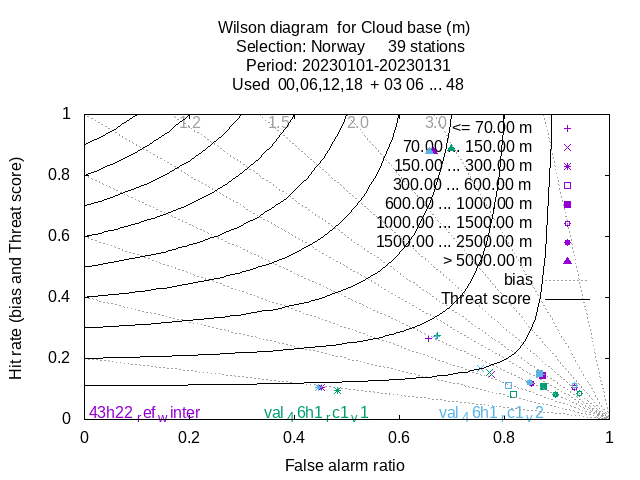 Wilson diagram for Cloud base (m)
Selection: Norway 39 stations
Period: 20230101-20230131
Used 00,06,12,18 + 03 06 ... 48
1.2 1.5 2.0 3.0
<= 70.00 m
70.00 ... 150.00 m
150.00 ... 300.00 m
300.00 ... 600.00 m
600.00 ... 1000.00 m
1000.00 ... 1500.00 m
1500.00 ... 2500.00 m
> 5000.00 m
bias
Threat score
Hit rate (bias and Threat score)
1
0.8
0.6
0.4
0.2
0
43h22_ref_winter val_46h1_rc1_v1 val_46h1_rc1_v2
0 0.2 0.4 0.6 0.8 1
False alarm ratio